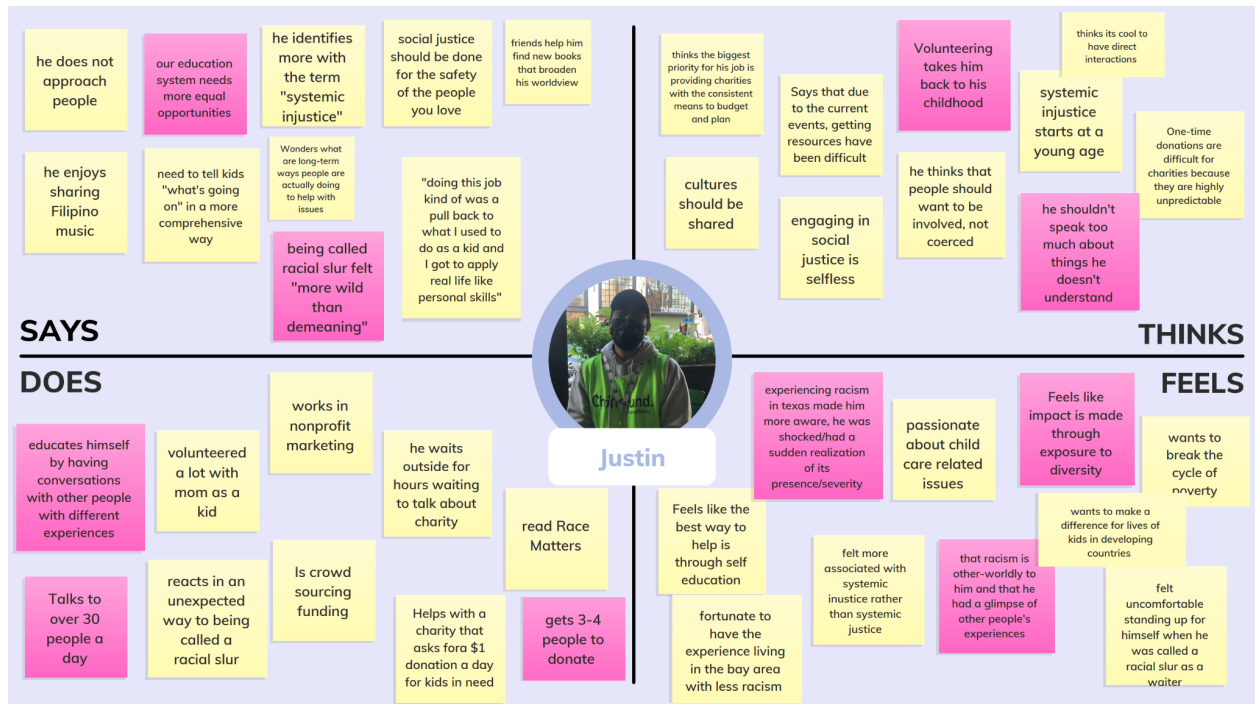 he does not
approach
people
our education
system needs
more equal
opportunities
he identifies
more with
the term
"systemic
injustice"
social justice
should be done
for the safety
of the people
you love
friends help him
find new books
that broaden
his worldview
he enjoys
sharing
Filipino
music
need to tell kids
"what's going
on" in a more
comprehensive
way
Wonders what
are long-term
ways people are
actually doing
to help with
issues
being called
racial slur felt
"more wild
than
demeaning"
"doing this job
kind of was a
pull back to
what I used to
do as a kid and
I got to apply
real life like
personal skills"
SAYS
thinks the biggest
priority for his job is
providing charities
with the consistent
means to budget
and plan
Says that due
to the current
events, getting
resources have
been difficult
Volunteering
takes him
back to his
childhood
thinks its cool to
have direct
interactions
systemic
injustice
starts at a
young age
One-time
donations are
difficult for
charities because
they are highly
unpredictable
cultures
should be
shared
engaging in
social
justice is
selfless
he thinks that
people should
want to be
involved, not
coerced
he shouldn't
speak too
much about
things he
doesn't
understand
THINKS
DOES
educates himself
by having
conversations
with other people
with different
experiences
volunteered
a lot with
mom as a
kid
works in
nonprofit
marketing
he waits
outside for
hours waiting
to talk about
charity
read Race
Matters
Talks to
over 30
people a
day
reacts in an
unexpected
way to being
called a
racial slur
Is crowd
sourcing
funding
Helps with a
charity that
asks fora $1
donation a day
for kids in need
gets 3-4
people to
donate
Justin
FEELS
experiencing racism
in texas made him
more aware, he was
shocked/had a
sudden realization
of its
presence/severity
passionate
about child
care related
issues
Feels like
impact is made
through
exposure to
diversity
wants to
break the
cycle of
poverty
Feels like the
best way to
help is
through self
education
wants to make a
difference for lives of
kids in developing
countries
felt more
associated with
systemic
inustice rather
than systemic
justice
that racism is
other-worldly to
him and that he
had a glimpse of
other people's
experiences
fortunate to
have the
experience living
in the bay area
with less racism
felt
uncomfortable
standing up for
himself when he
was called a
racial slur as a
waiter